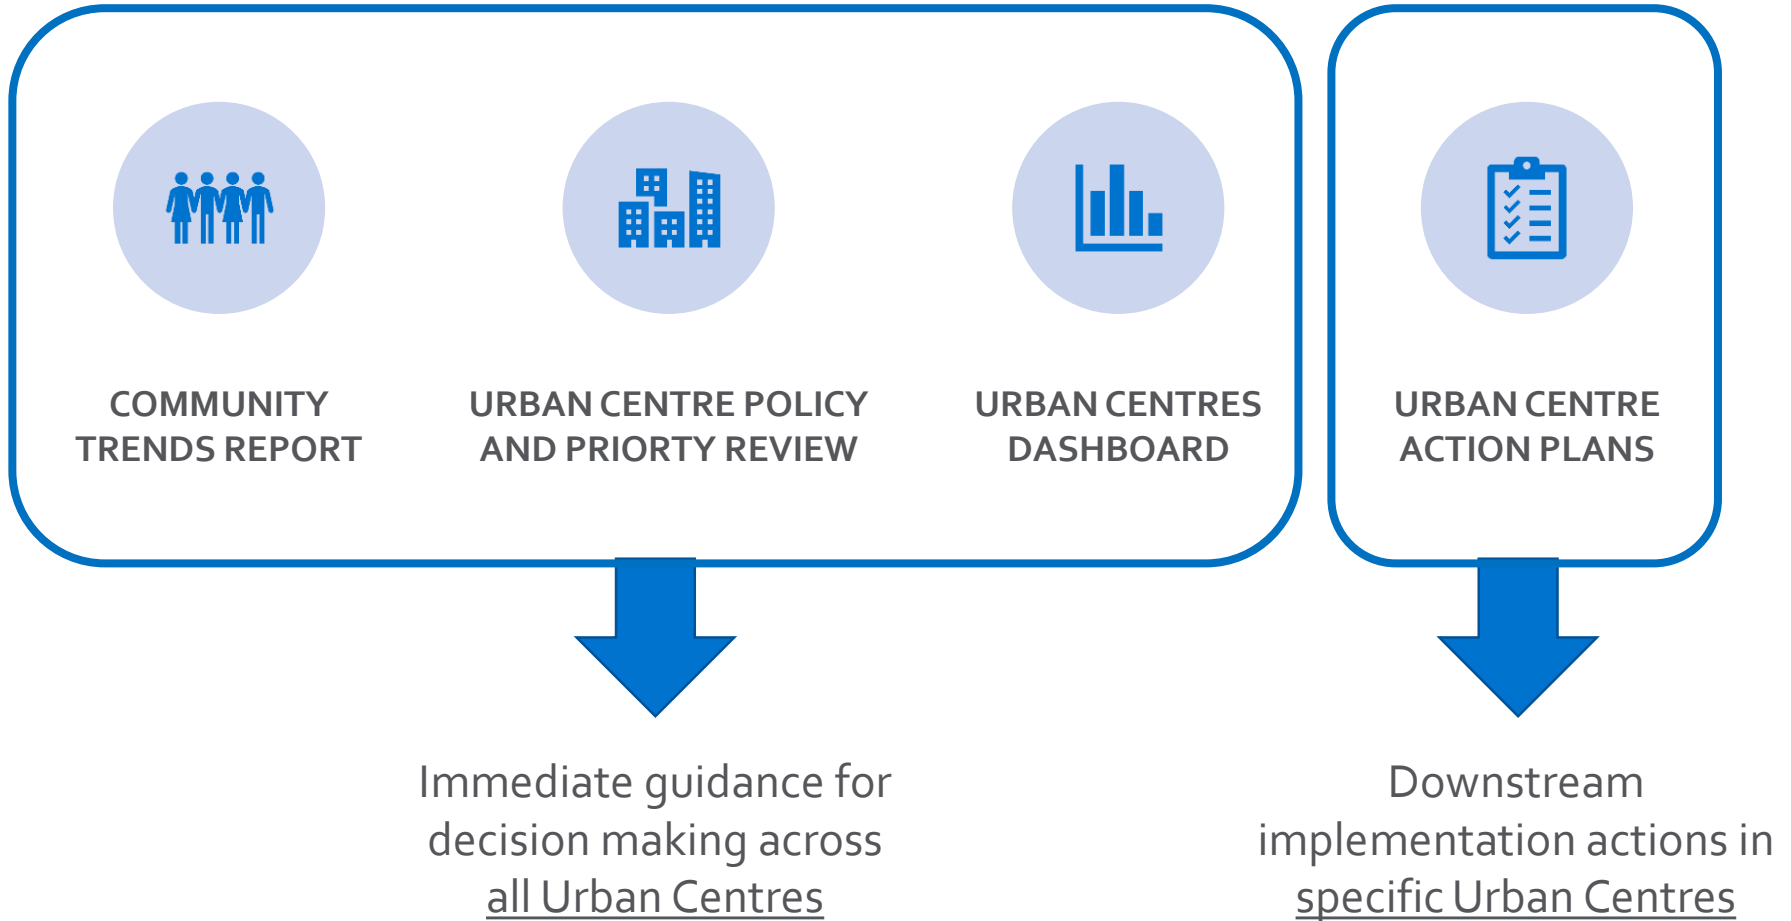 COMMUNITY
TRENDS REPORT
URBAN CENTRE POLICY
AND PRIORTY REVIEW
URBAN CENTRES
DASHBOARD
URBAN CENTRE
ACTION PLANS
Immediate guidance for
decision making across
all Urban Centres
Downstream
implementation actions in
specific Urban Centres